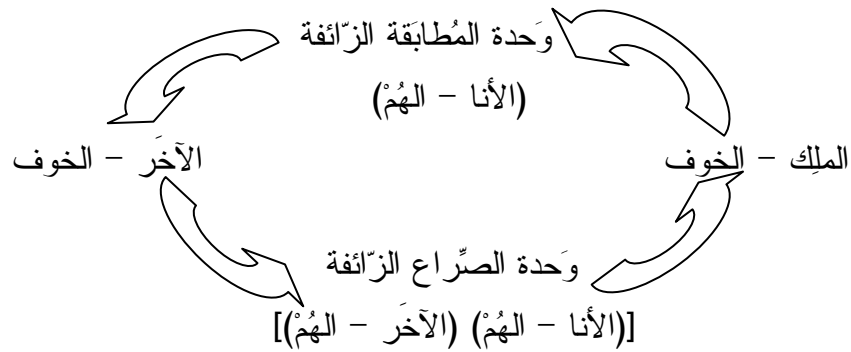 وَحدة المُطابَقة الزّائفة
(الأنا - الهُمْ)
الملِك - الخوف
الآخَر - الخوف
وَحدة الصِّراع الزّائفة
[(الأنا - الهُمْ) (الآخَر - الهُمْ)]